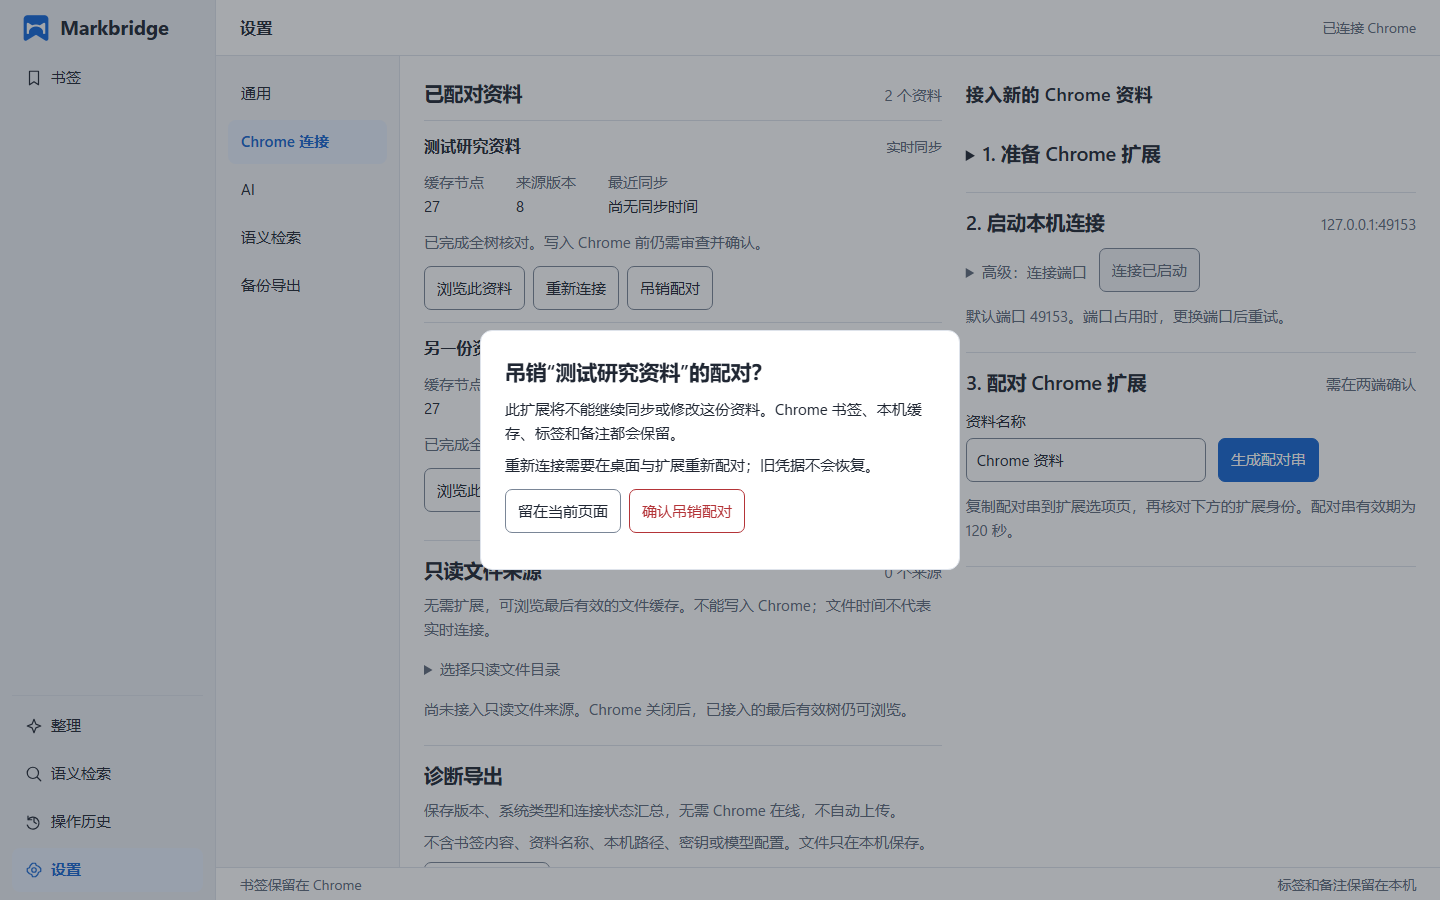 Markbridge
书签
整理
语义检索
操作历史
设置
设置
已连接 Chrome
通用
Chrome 连接
AI
语义检索
备份导出
已配对资料
2 个资料
测试研究资料
实时同步
缓存节点
来源版本
最近同步
27
8
尚无同步时间
已完成全树核对。写入 Chrome 前仍需审查并确认。
浏览此资料
重新连接
吊销配对
另一份
缓存节点
27
已完成全
浏览此
吊销“测试研究资料”的配对?
此扩展将不能继续同步或修改这份资料。Chrome 书签、本机缓
存、标签和备注都会保留。
重新连接需要在桌面与扩展重新配对；旧凭据不会恢复。
留在当前页面
确认吊销配对
只读文件来源
0 个来源
无需扩展，可浏览最后有效的文件缓存。不能写入 Chrome；文件时间不代表
实时连接。
选择只读文件目录
尚未接入只读文件来源。Chrome 关闭后，已接入的最后有效树仍可浏览。
诊断导出
保存版本、系统类型和连接状态汇总，无需 Chrome 在线，不自动上传。
不含书签内容、资料名称、本机路径、密钥或模型配置。文件只在本机保存。
接入新的 Chrome 资料
1. 准备 Chrome 扩展
2. 启动本机连接
127.0.0.1:49153
高级：连接端口
连接已启动
默认端口 49153。端口占用时，更换端口后重试。
3. 配对 Chrome 扩展
需在两端确认
资料名称
Chrome 资料
生成配对串
复制配对串到扩展选项页，再核对下方的扩展身份。配对串有效期为
120 秒。
书签保留在 Chrome
标签和备注保留在本机